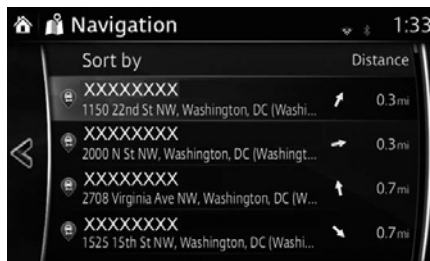 Navigation 1:33
Sort by Distance
XXXXXXXX
1150 22nd St NW, Washington, DC (Washi... 0.3mi
XXXXXXXX
2000 N St NW, Washington, DC (Washingt... 0.3mi
XXXXXXXX
2708 Virginia Ave NW, Washington, DC (W... 0.7mi
XXXXXXXX
1525 15th St NW, Washington, DC (Washi... 0.7mi